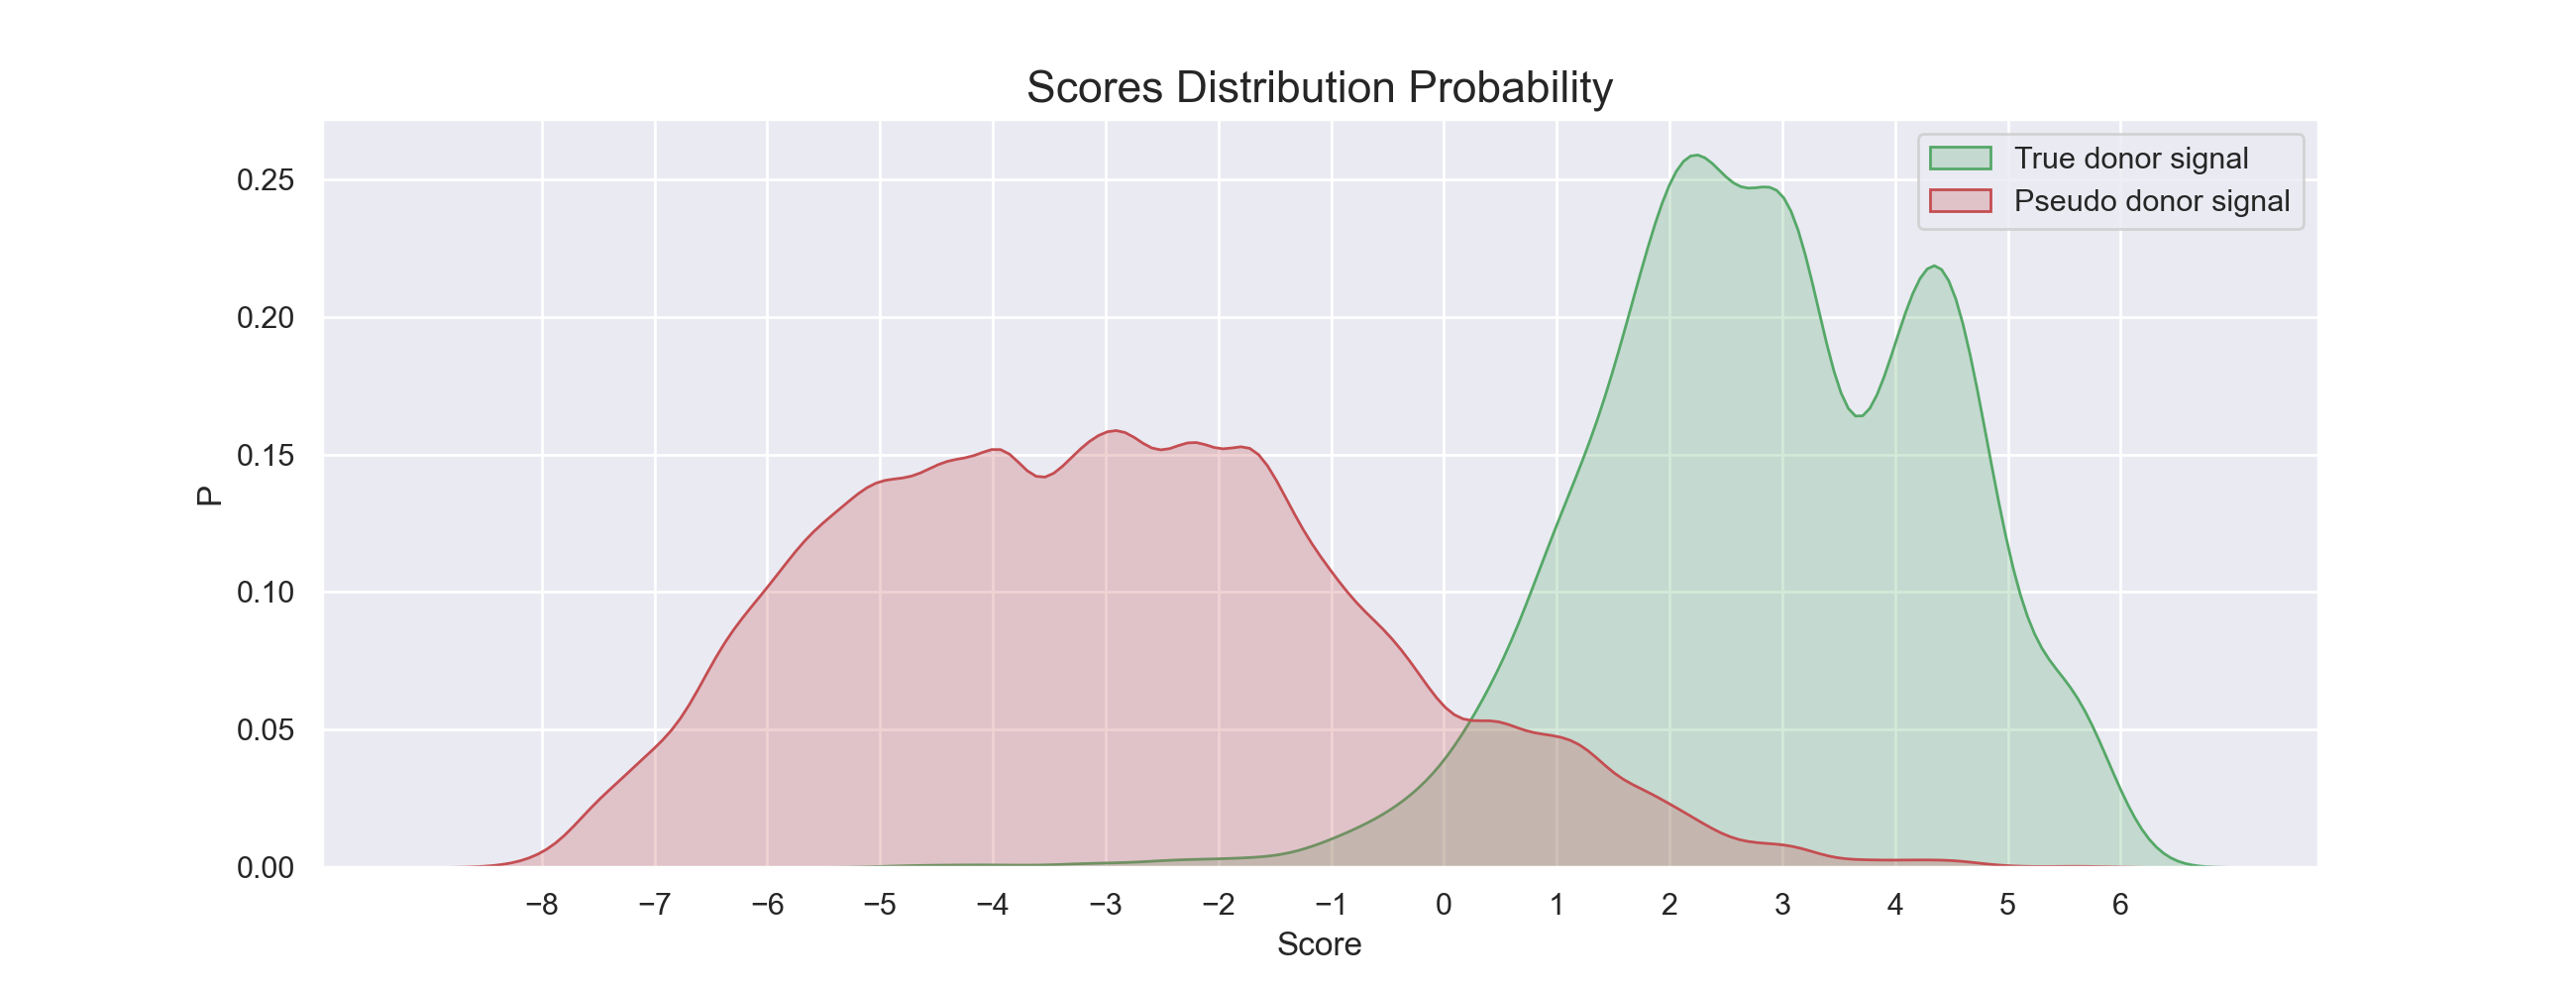 Scores Distribution Probability
True donor signal
Pseudo donor signal
0.25
0.20
0.15
0.10
0.05
0.00
P
−8 −7 −6 −5 −4 −3 −2 −1 0 1 2 3 4 5 6
Score